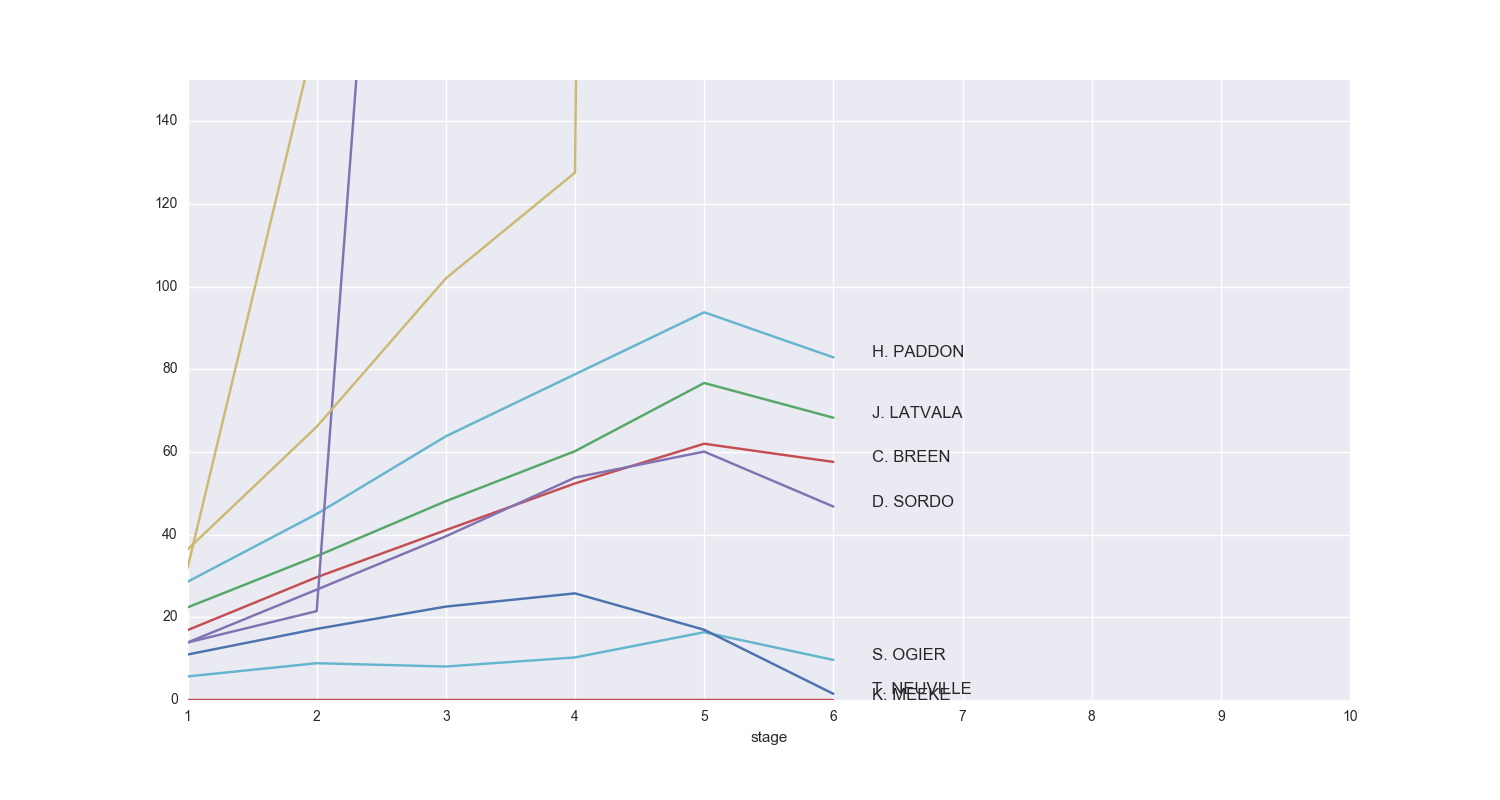 140
120
100
80
60
40
20
0
H. PADDON
J. LATVALA
C. BREEN
D. SORDO
S. OGIER
T. NEUVILLE
K. MEEKE
1 2 3 4 5 6 7 8 9 10
stage